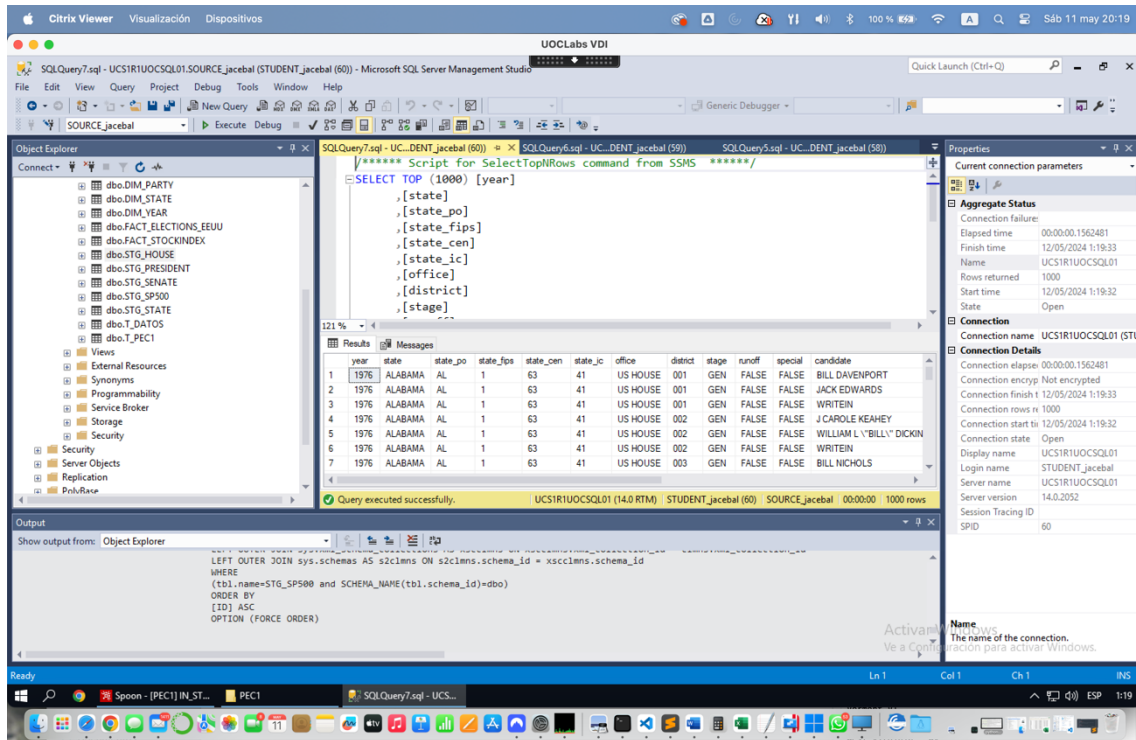 Citrix Viewer Visualización Dispositivos 100 % A Sáb 11 may 20:19
UOCLabs VDI
SQLQuery7.sql - UCS1R1UOCSQL01.SOURCE_jacebal (STUDENT_jacebal (60)) - Microsoft SQL Server Management Studio
Quick Launch (Ctrl+Q)
File Edit View Query Project Debug Tools Window Help
New Query Generic Debugger
SOURCE_jacebal Execute Debug
Object Explorer
Connect
dbo.DIM_PARTY
dbo.DIM_STATE
dbo.DIM_YEAR
dbo.FACT_ELECTIONS_EEUU
dbo.FACT_STOCKINDEX
dbo.STG_HOUSE
dbo.STG_PRESIDENT
dbo.STG_SENATE
dbo.STG_SP500
dbo.STG_STATE
dbo.T_DATOS
dbo.T_PEC1
Views
External Resources
Synonyms
Programmability
Service Broker
Storage
Security
Security
Server Objects
Replication
PolyBase
SQLQuery7.sql - UC...DENT_jacebal (60)) SQLQuery6.sql - UC...DENT_jacebal (59)) SQLQuery5.sql - UC...DENT_jacebal (58))
/****** Script for SelectTopNRows command from SSMS ******/
SELECT TOP (1000) [year]
,[state]
,[state_po]
,[state_fips]
,[state_cen]
,[state_ic]
,[office]
,[district]
,[stage]
121 %
Results Messages
year state state_po state_fips state_cen state_ic office district stage runoff special candidate
1 1976 ALABAMA AL 1 63 41 US HOUSE 001 GEN FALSE FALSE BILL DAVENPORT
2 1976 ALABAMA AL 1 63 41 US HOUSE 001 GEN FALSE FALSE JACK EDWARDS
3 1976 ALABAMA AL 1 63 41 US HOUSE 001 GEN FALSE FALSE WRITEIN
4 1976 ALABAMA AL 1 63 41 US HOUSE 002 GEN FALSE FALSE J CAROLE KEAHEY
5 1976 ALABAMA AL 1 63 41 US HOUSE 002 GEN FALSE FALSE WILLIAM L \"BILL\" DICKIN
6 1976 ALABAMA AL 1 63 41 US HOUSE 002 GEN FALSE FALSE WRITEIN
7 1976 ALABAMA AL 1 63 41 US HOUSE 003 GEN FALSE FALSE BILL NICHOLS
Query executed successfully. UCS1R1UOCSQL01 (14.0 RTM) STUDENT_jacebal (60) SOURCE_jacebal 00:00:00 1000 rows
Properties
Current connection parameters
Aggregate Status
Connection failure:
Elapsed time 00:00:00.1562481
Finish time 12/05/2024 1:19:33
Name UCS1R1UOCSQL01
Rows returned 1000
Start time 12/05/2024 1:19:32
State Open
Connection
Connection name UCS1R1UOCSQL01 (STU
Connection Details
Connection elapse 00:00:00.1562481
Connection encryp Not encrypted
Connection finish t 12/05/2024 1:19:33
Connection rows re 1000
Connection start ti 12/05/2024 1:19:32
Connection state Open
Display name UCS1R1UOCSQL01
Login name STUDENT_jacebal
Server name UCS1R1UOCSQL01
Server version 14.0.2052
Session Tracing ID
SPID 60
Name
The name of the connection.
Output
Show output from: Object Explorer
LEFT OUTER JOIN sys.schemas AS s2clmns ON s2clmns.schema_id = xscclmns.schema_id
WHERE
(tbl.name=STG_SP500 and SCHEMA_NAME(tbl.schema_id)=dbo)
ORDER BY
[ID] ASC
OPTION (FORCE ORDER)
Activar Windows
Ve a Configuración para activar Windows.
Ready Ln 1 Col 1 Ch 1 INS
Spoon - [PEC1] IN_ST... PEC1 SQLQuery7.sql - UCS... ESP 1:19